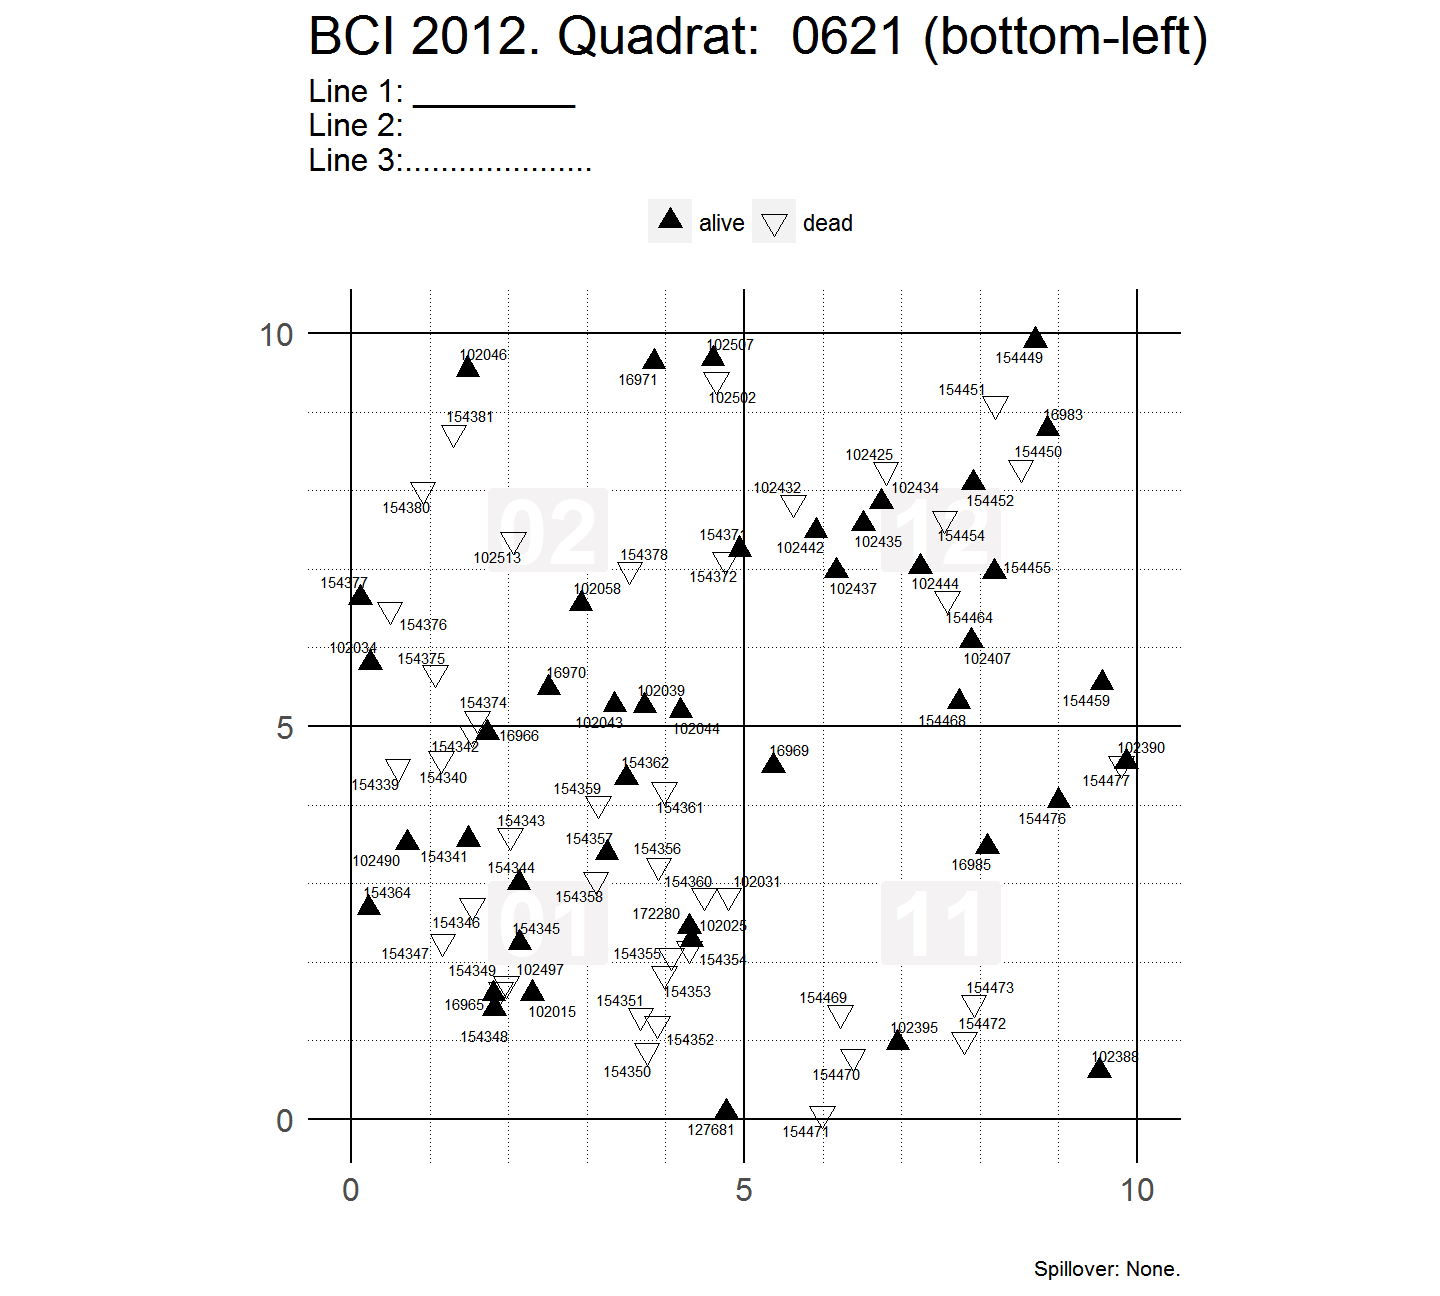 BCI 2012. Quadrat:  0621 (bottom-left)
Line 1: __________
Line 2:
Line 3:.....................
alive dead
10
102046 16971 102507 154449
102502 154451 16983
154381 102425 154450
154380 102432 102434 154452
02 12
102513 154378 154371 102442 102435 154454
154377 102058 154372 102437 102444 154455
154376 154464
102034 154375 102407
16970 102039 154459
154374 102043 102044 154468
5
154342 16966 16969 102390
154339 154340 154362 154477
154359 154361 154476
154343 154357
102490 154341 154356 16985
154344
154364 154358 154360 102031
01 11
154346 154345 172280 102025
154347 154355 154354
154349 102497 154353 154469 154473
16965 102015 154351
154348 154352 102395 154472
154350 154470 102388
0
127681 154471
0 5 10
Spillover: None.